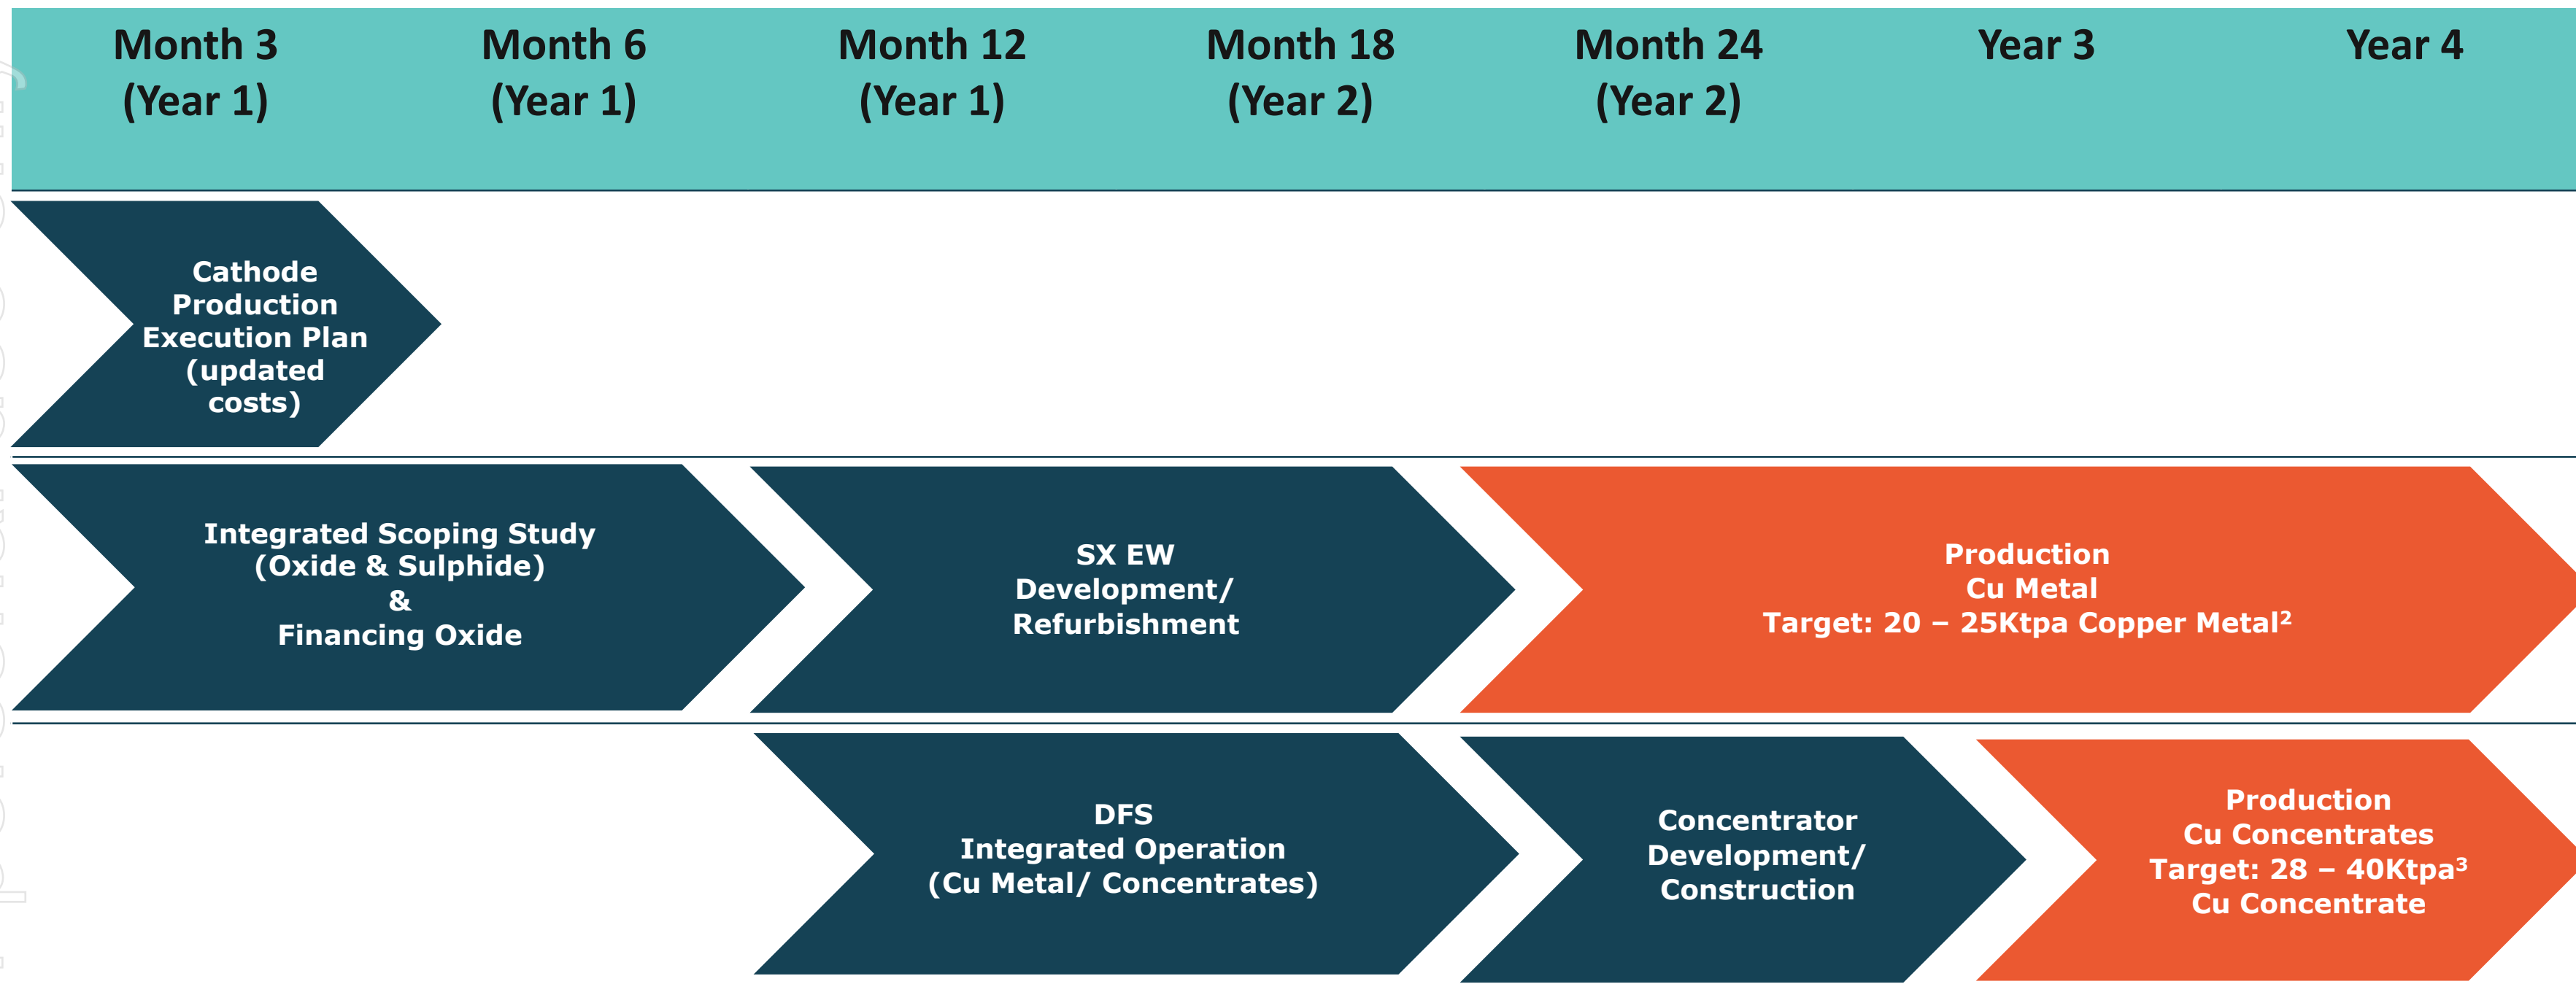 Month 3
(Year 1)
Month 6
(Year 1)
Month 12
(Year 1)
Month 18
(Year 2)
Month 24
(Year 2)
Year 3
Year 4
Cathode
Production
Execution Plan
(updated
costs)
Integrated Scoping Study
(Oxide & Sulphide)
&
Financing Oxide
SX EW
Development/
Refurbishment
Production
Cu Metal
Target: 20 – 25Ktpa Copper Metal²
DFS
Integrated Operation
(Cu Metal/ Concentrates)
Concentrator
Development/
Construction
Production
Cu Concentrates
Target: 28 – 40Ktpa³
Cu Concentrate